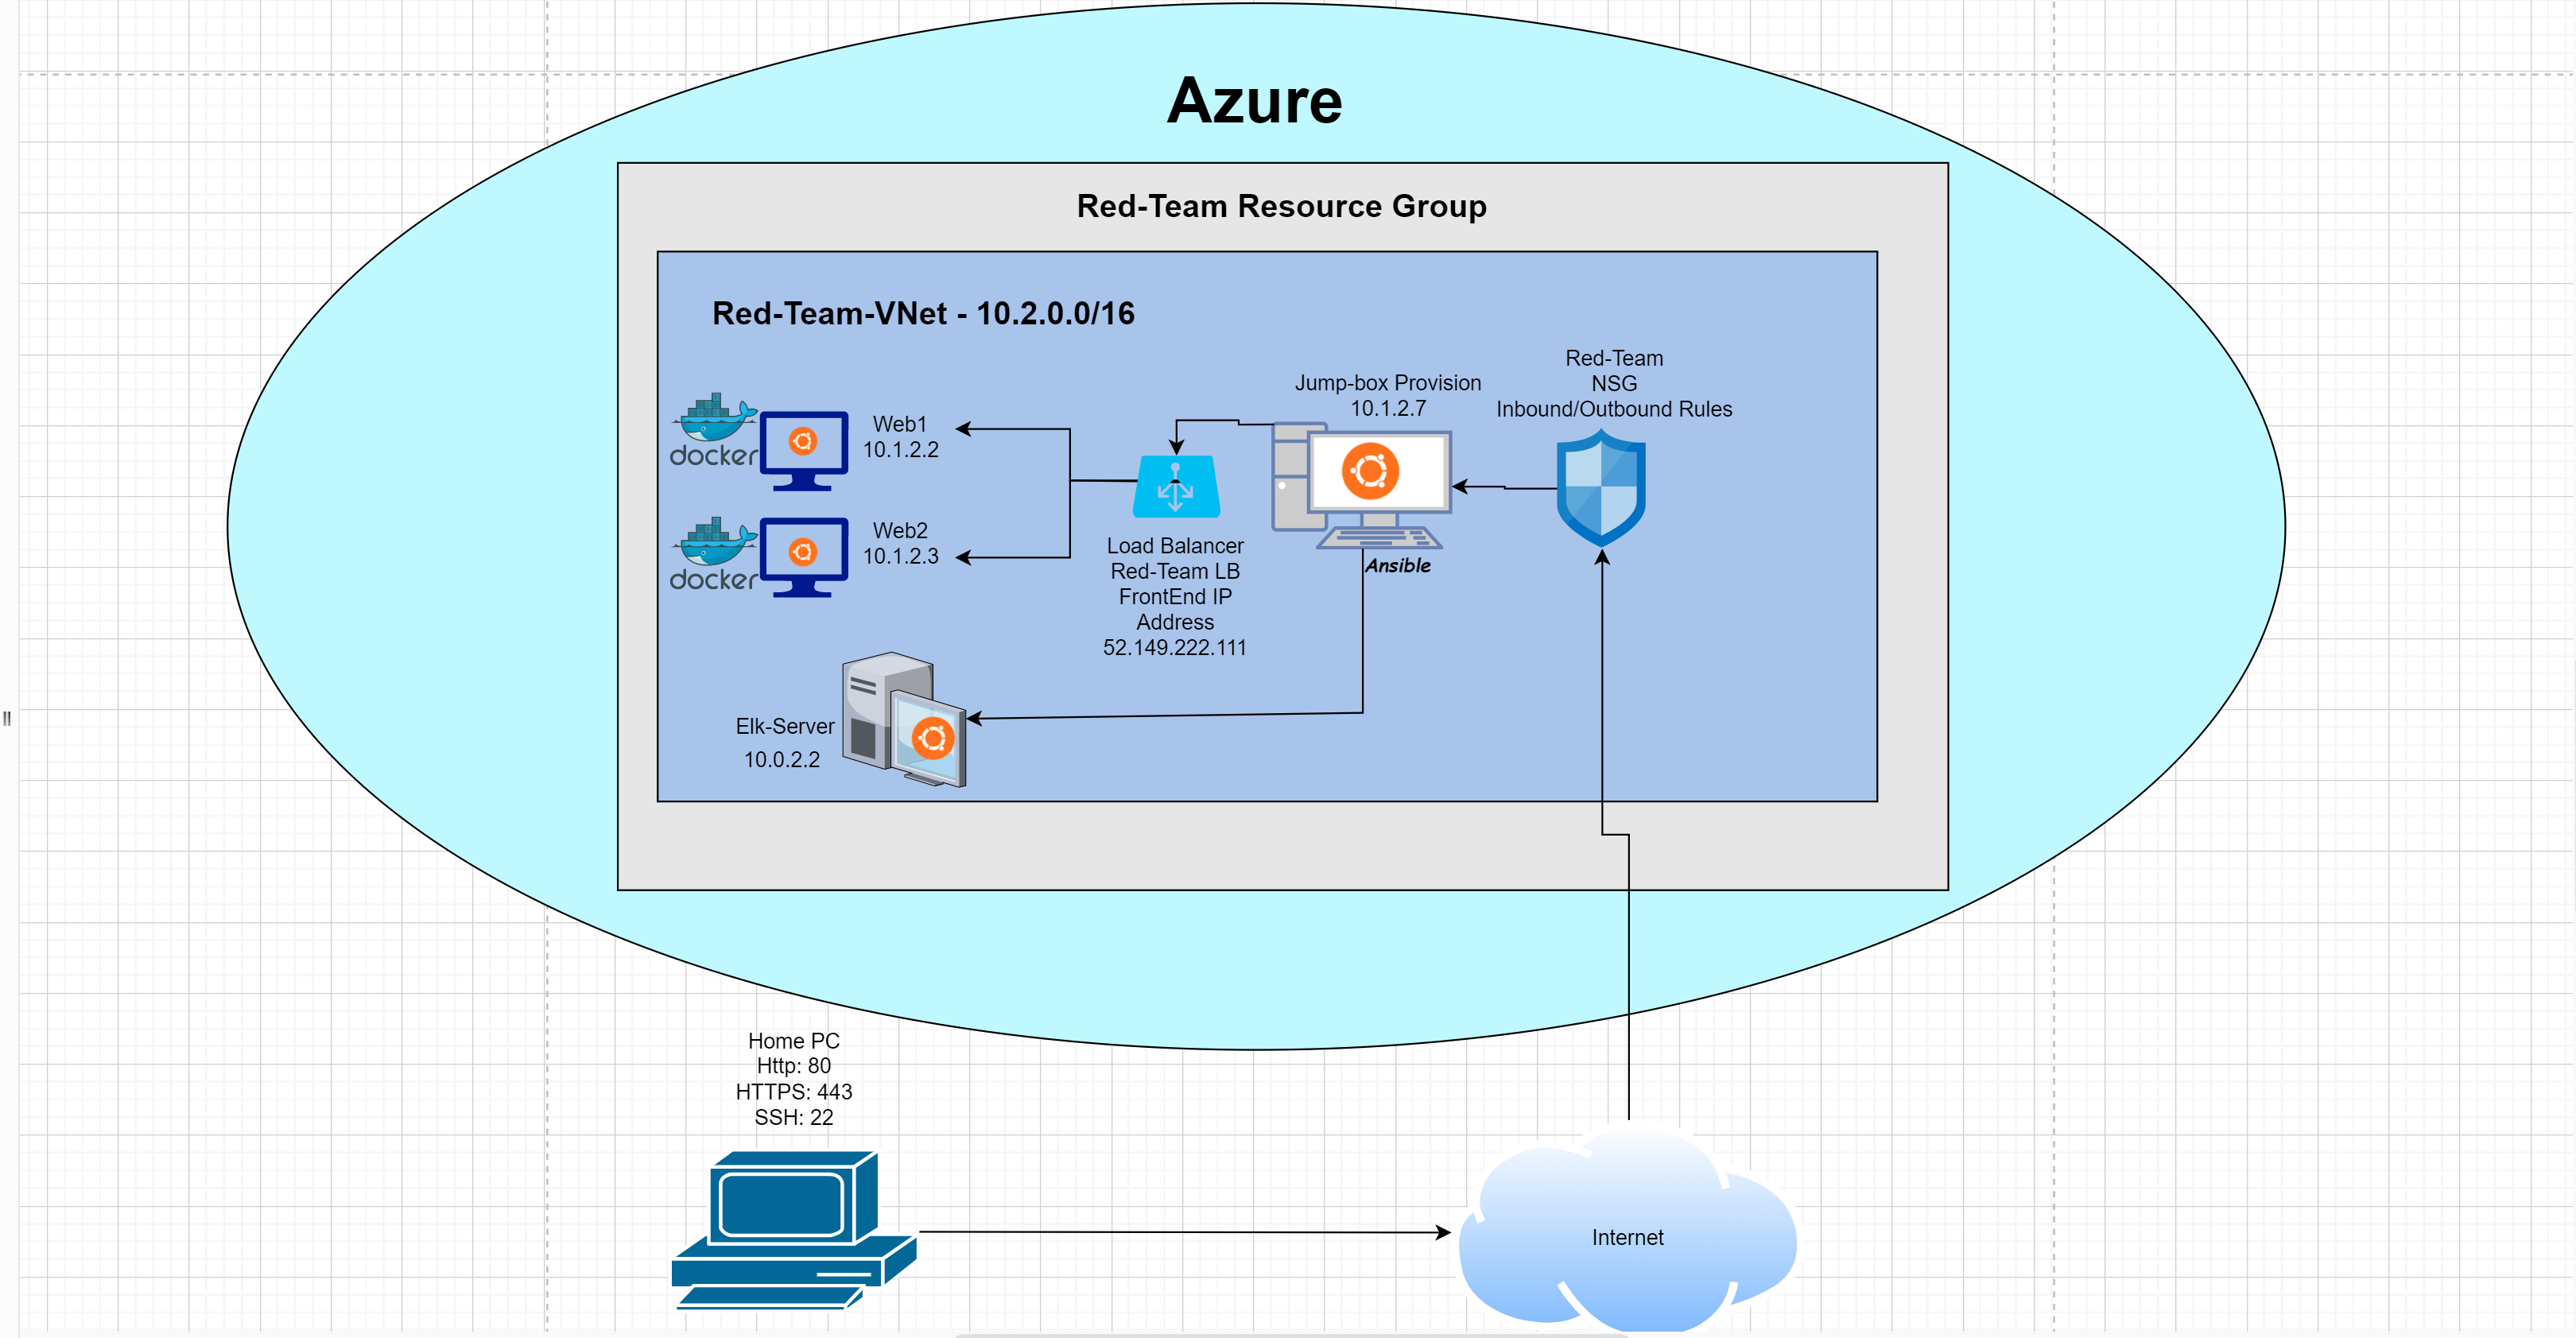 Azure
Red-Team Resource Group
Red-Team-VNet - 10.2.0.0/16
Red-Team
NSG
Inbound/Outbound Rules
Jump-box Provision
10.1.2.7
Ansible
Load Balancer
Red-Team LB
FrontEnd IP
Address
52.149.222.111
Web1
10.1.2.2
docker
Web2
10.1.2.3
docker
Elk-Server
10.0.2.2
Home PC
Http: 80
HTTPS: 443
SSH: 22
Internet